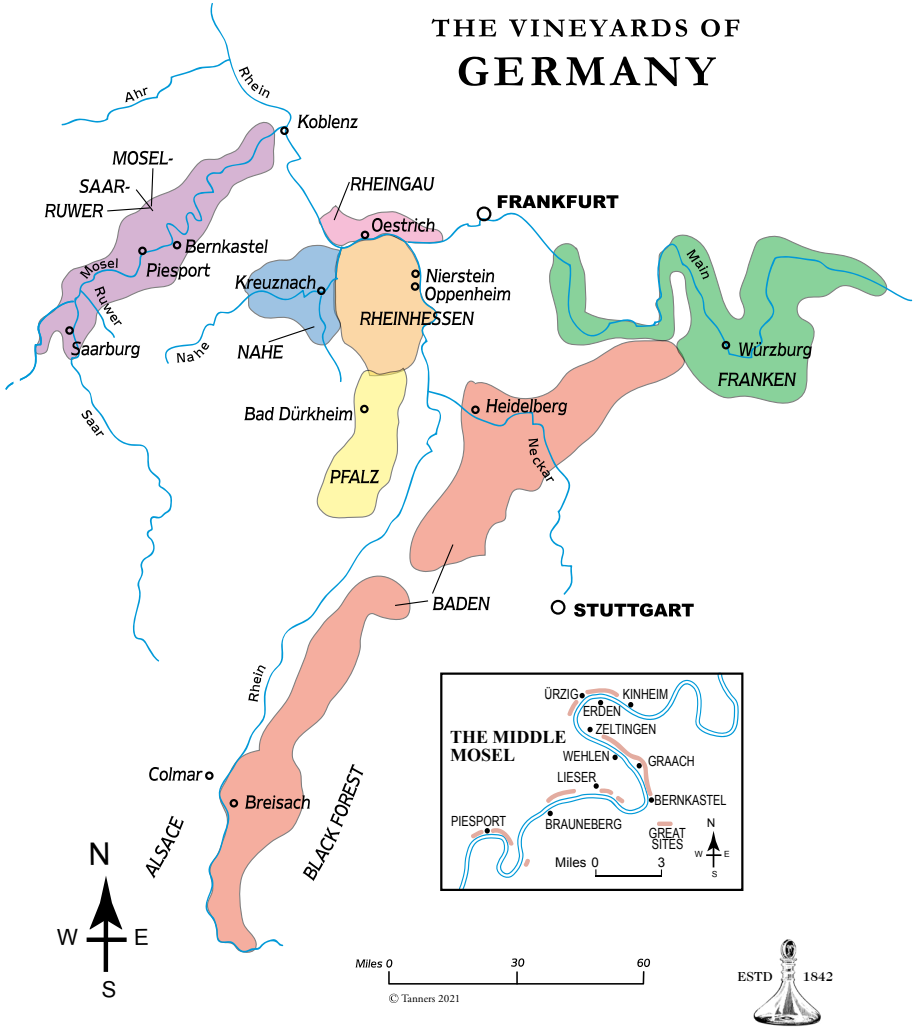 THE VINEYARDS OF
GERMANY
Ahr
Rhein
Koblenz
MOSEL-
SAAR-
RUWER
RHEINGAU
FRANKFURT
Oestrich
Bernkastel
Piesport
Mosel
Ruwer
Kreuznach
Nierstein
Oppenheim
Main
RHEINHESSEN
Saarburg
Nahe
NAHE
Würzburg
FRANKEN
Saar
Bad Dürkheim
Heidelberg
Neckar
PFALZ
BADEN
STUTTGART
Rhein
Colmar
Breisach
ALSACE
BLACK FOREST
THE MIDDLE
MOSEL
ÜRZIG
KINHEIM
ERDEN
ZELTINGEN
WEHLEN
GRAACH
LIESER
BERNKASTEL
PIESPORT
BRAUNEBERG
GREAT
SITES
N
W E
S
Miles 0 3
N
W E
S
Miles 0 30 60
© Tanners 2021
ESTD 1842